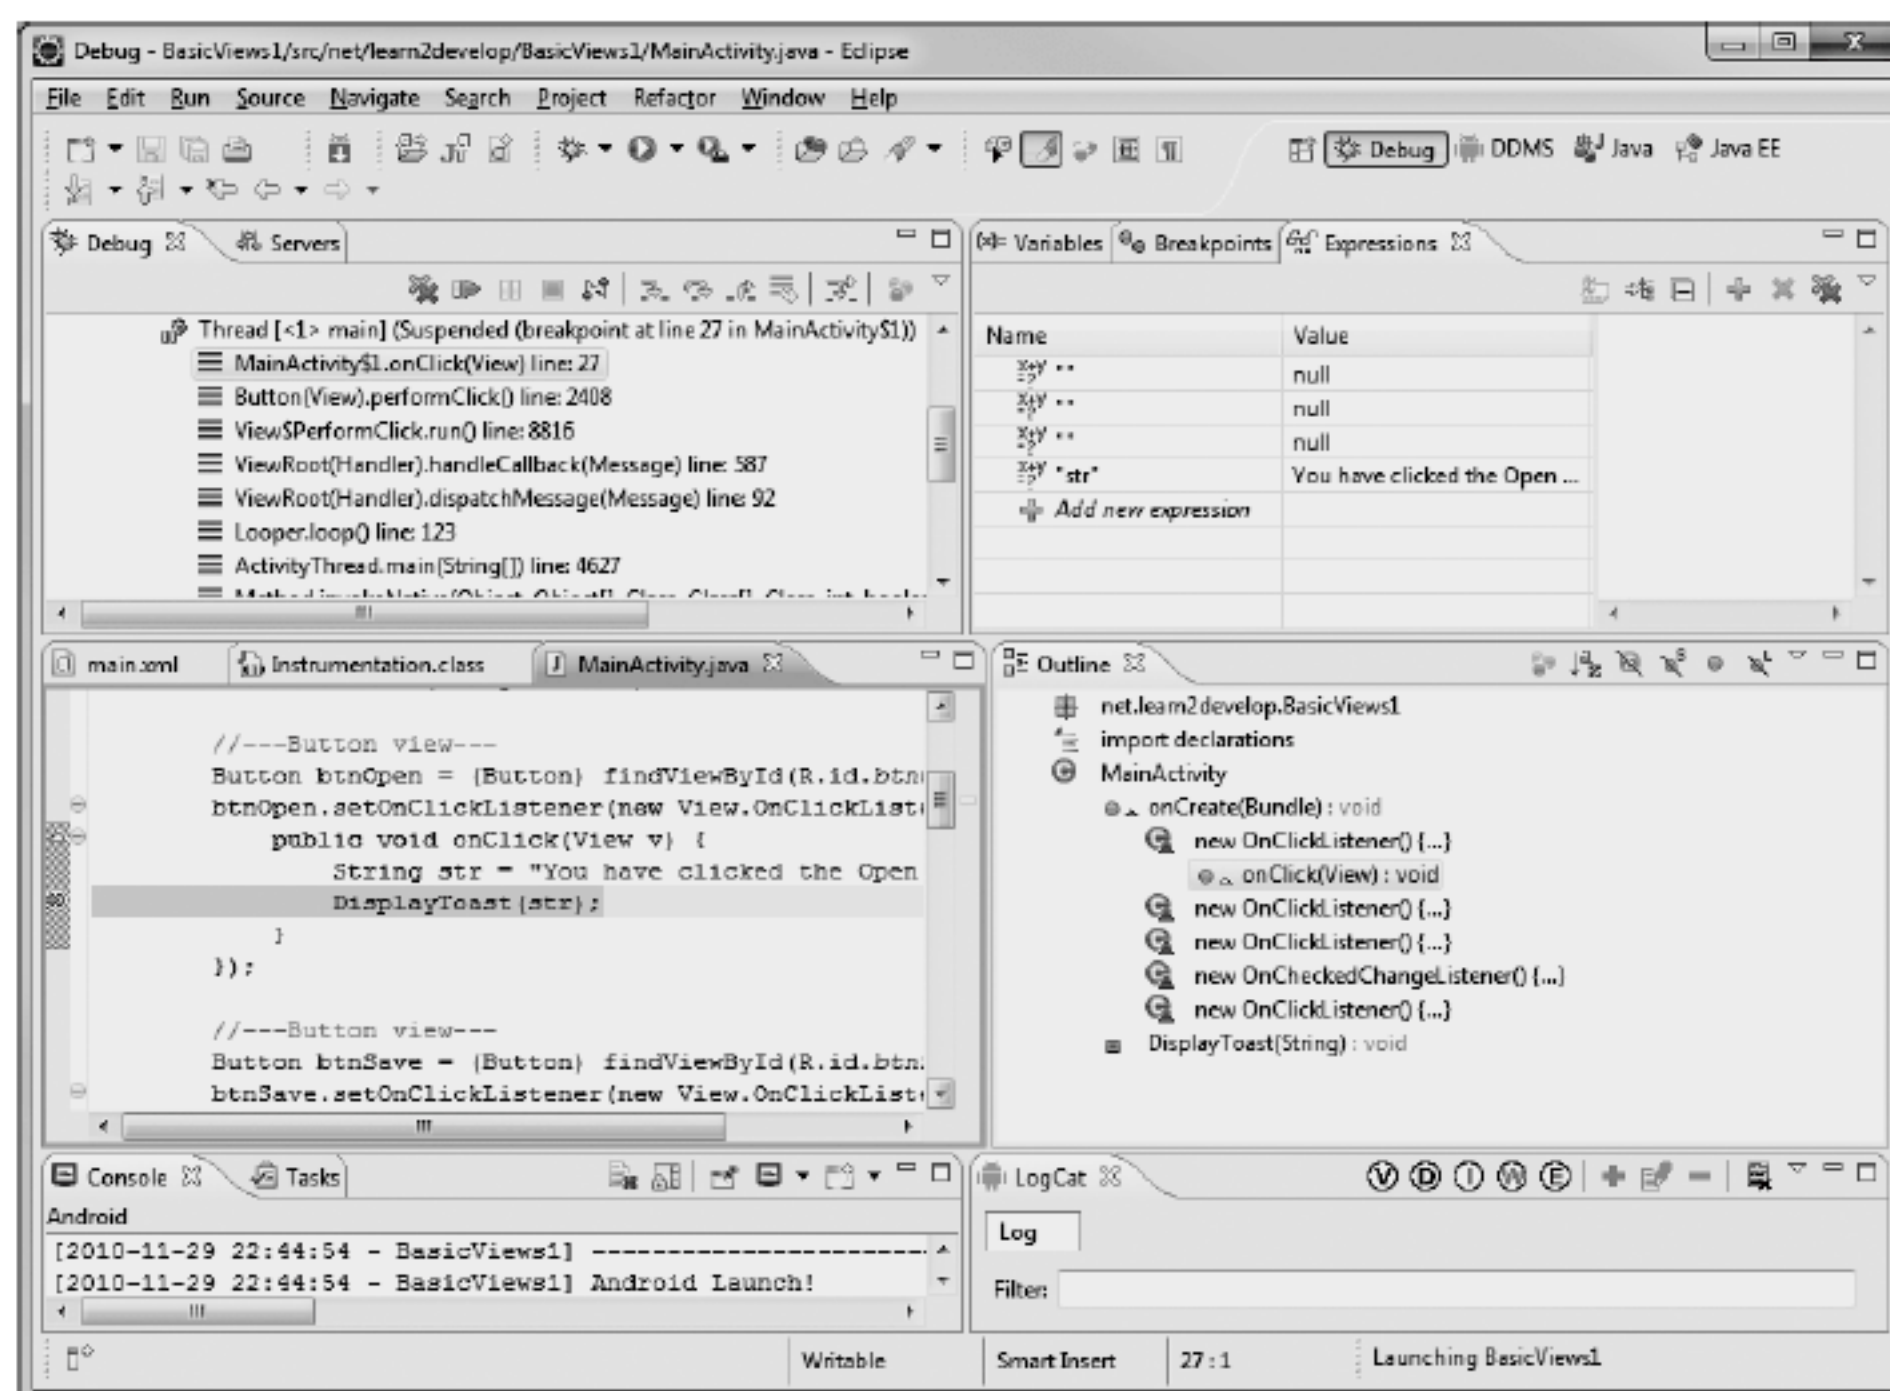 Debug - BasicViews1/src/net/learn2develop/BasicViews1/MainActivity.java - Eclipse
File Edit Run Source Navigate Search Project Refactor Window Help
Debug DDMS Java Java EE
Debug Servers
Thread [<1> main] (Suspended (breakpoint at line 27 in MainActivity$1))
MainActivity$1.onClick(View) line: 27
Button(View).performClick() line: 2408
View$PerformClick.run() line: 8816
ViewRoot(Handler).handleCallback(Message) line: 587
ViewRoot(Handler).dispatchMessage(Message) line: 92
Looper.loop() line: 123
ActivityThread.main(String[]) line: 4627
Variables Breakpoints Expressions
Name Value
"" null
"" null
"" null
"str" You have clicked the Open ...
Add new expression
main.xml Instrumentation.class MainActivity.java
//---Button view---
Button btnOpen = (Button) findViewById(R.id.btn
btnOpen.setOnClickListener(new View.OnClickList
public void onClick(View v) {
String str = "You have clicked the Open
DisplayToast(str);
}
});
//---Button view---
Button btnSave = (Button) findViewById(R.id.btn
btnSave.setOnClickListener(new View.OnClickList
Outline
net.learn2develop.BasicViews1
import declarations
MainActivity
onCreate(Bundle) : void
new OnClickListener() {...}
onClick(View) : void
new OnClickListener() {...}
new OnClickListener() {...}
new OnCheckedChangeListener() {...}
new OnClickListener() {...}
DisplayToast(String) : void
Console Tasks
Android
[2010-11-29 22:44:54 - BasicViews1] ------------------------
[2010-11-29 22:44:54 - BasicViews1] Android Launch!
LogCat
V D I W E
Log
Filter:
Writable Smart Insert 27 : 1 Launching BasicViews1